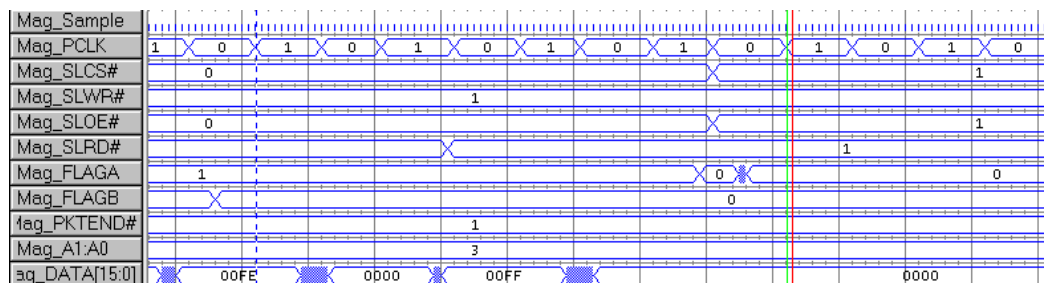 Mag_Sample
Mag_PCLK 1 0 1 0 1 0 1 0 1 0 1 0 1 0
Mag_SLCS# 0 1
Mag_SLWR# 1
Mag_SLOE# 0 1
Mag_SLRD# 1
Mag_FLAGA 1 0 0
Mag_FLAGB 0
1ag_PKTEND# 1
Mag_A1:A0 3
ag_DATA[15:0] 00FE 0000 00FF 0000